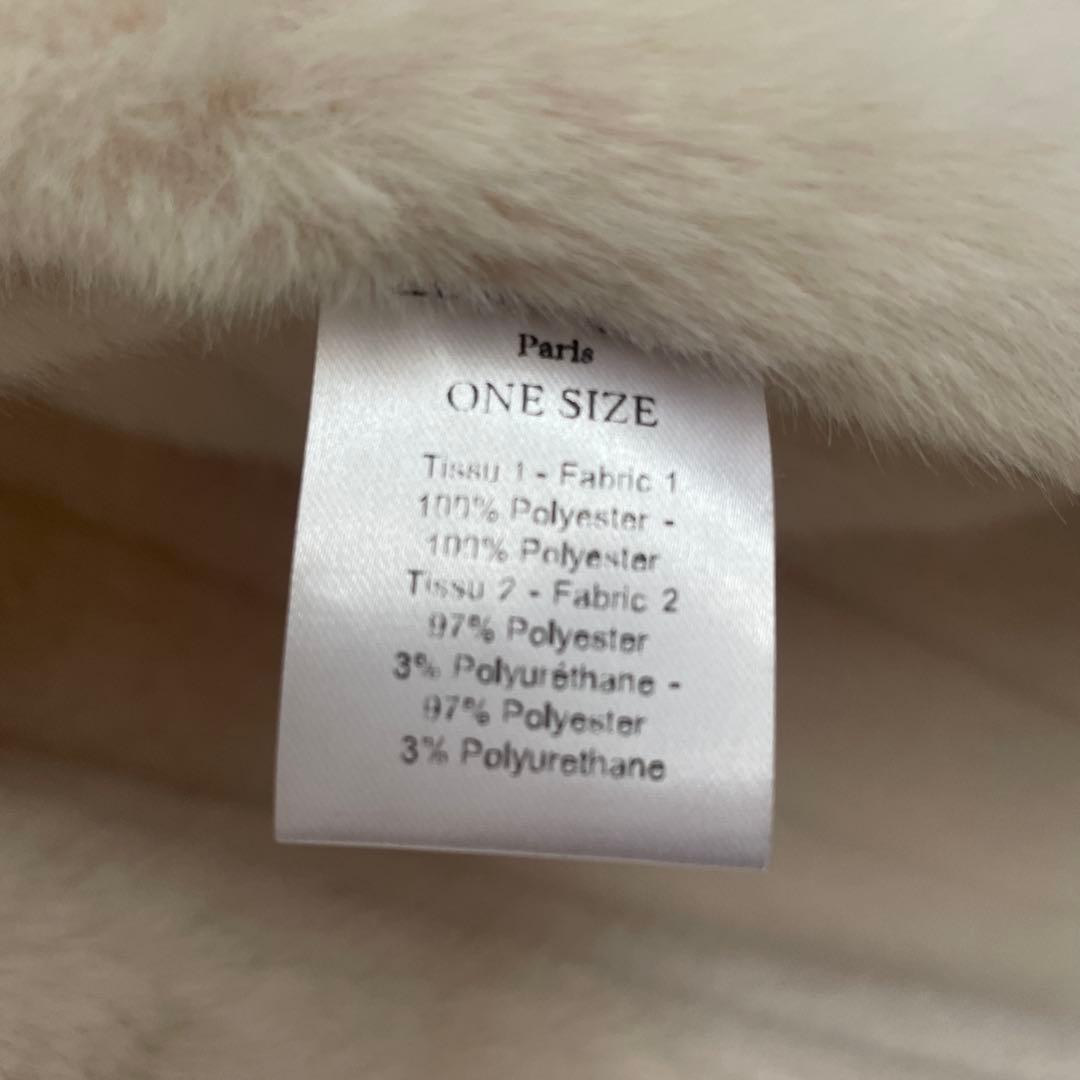 Paris
ONE SIZE
Tissu 1 - Fabric 1
100% Polyester -
100% Polyester
Tissu 2 - Fabric 2
97% Polyester
3% Polyuréthane -
97% Polyester
3% Polyurethane